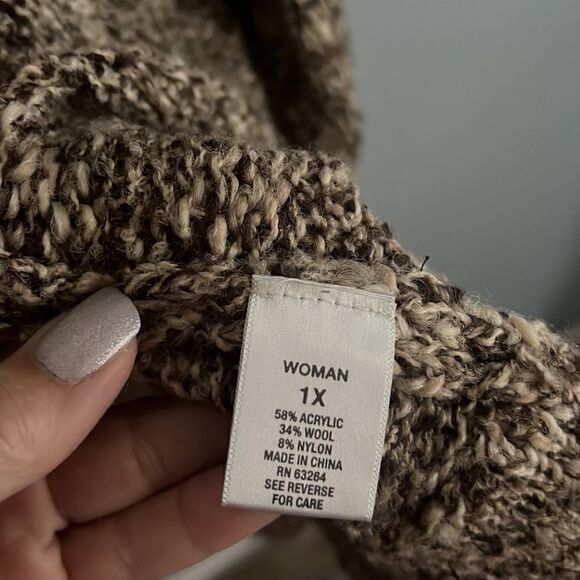 WOMAN
1X
58% ACRYLIC
34% WOOL
8% NYLON
MADE IN CHINA
RN 63264
SEE REVERSE
FOR CARE